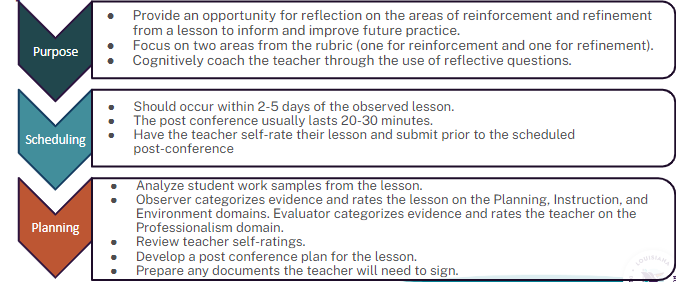 Purpose
● Provide an opportunity for reflection on the areas of reinforcement and refinement
from a lesson to inform and improve future practice.
● Focus on two areas from the rubric (one for reinforcement and one for refinement).
● Cognitively coach the teacher through the use of reflective questions.
Scheduling
● Should occur within 2-5 days of the observed lesson.
● The post conference usually lasts 20-30 minutes.
● Have the teacher self-rate their lesson and submit prior to the scheduled
post-conference
Planning
● Analyze student work samples from the lesson.
● Observer categorizes evidence and rates the lesson on the Planning, Instruction, and
Environment domains. Evaluator categorizes evidence and rates the teacher on the
Professionalism domain.
● Review teacher self-ratings.
● Develop a post conference plan for the lesson.
● Prepare any documents the teacher will need to sign.
LOUISIANA